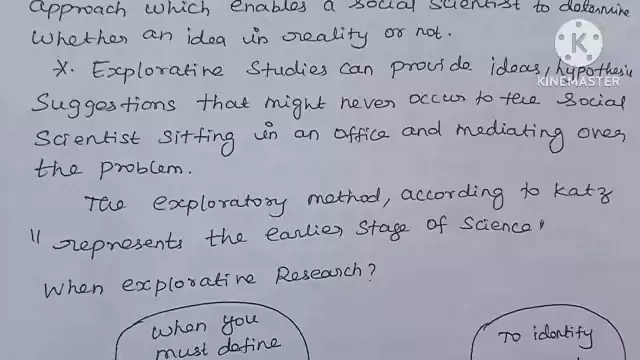 approach which enables a social scientist to determine
whether an idea in reality or not.
X. Explorative Studies can provide ideas, hypothesis
Suggestions that might never occur to the Social
Scientist sitting in an office and mediating over
the problem.
The exploratory method, according to Katz
"represents the earlier stage of science"
When explorative Research?
When you
must define
To identify
K
KINEMASTER